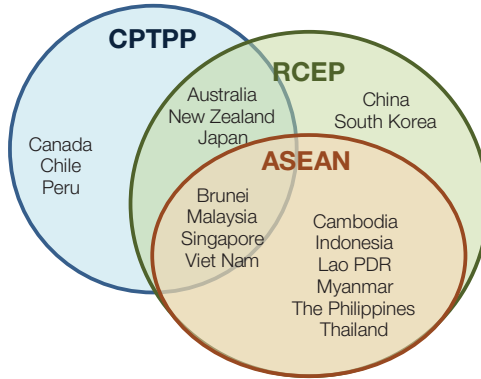 CPTPP
RCEP
Australia
New Zealand
Japan
China
South Korea
Canada
Chile
Peru
ASEAN
Brunei
Malaysia
Singapore
Viet Nam
Cambodia
Indonesia
Lao PDR
Myanmar
The Philippines
Thailand